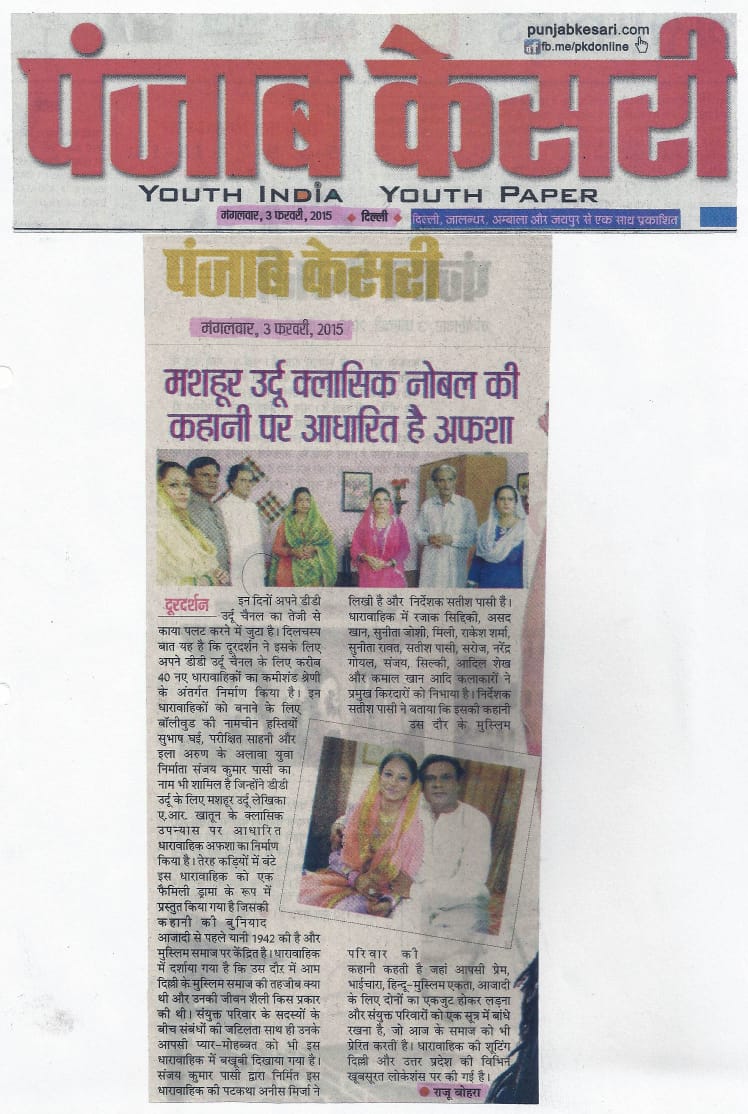 punjabkesari.com
fb.me/pkdonline
पंजाब केसरी
YOUTH INDIA YOUTH PAPER
मंगलवार, 3 फरवरी, 2015 ◆ दिल्ली ◆ दिल्ली, जालन्धर, अम्बाला और जयपुर से एक साथ प्रकाशित
पंजाब केसरी
मंगलवार, 3 फरवरी, 2015
मशहूर उर्दू क्लासिक नोबल की
कहानी पर आधारित है अफशा
दूरदर्शन इन दिनों अपने डीडी
उर्दू चैनल का तेजी से
काया पलट करने में जुटा है। दिलचस्प
बात यह है कि दूरदर्शन ने इसके लिए
अपने डीडी उर्दू चैनल के लिए करीब
40 नए धारावाहिकों का कमीशंड श्रेणी
के अंतर्गत निर्माण किया है। इन
धारावाहिकों को बनाने के लिए
बॉलीवुड की नामचीन हस्तियों
सुभाष घई, परीक्षित साहनी और
इला अरुण के अलावा युवा
निर्माता संजय कुमार पासी का
नाम भी शामिल है जिन्होंने डीडी
उर्दू के लिए मशहूर उर्दू लेखिका
ए.आर. खातून के क्लासिक
उपन्यास पर आधारित
धारावाहिक अफशा का निर्माण
किया है। तेरह कड़ियों में बंटे
इस धारावाहिक को एक
फैमिली ड्रामा के रूप में
प्रस्तुत किया गया है जिसकी
कहानी की बुनियाद
आजादी से पहले यानी 1942 की है और
मुस्लिम समाज पर केंद्रित है। धारावाहिक
में दर्शाया गया है कि उस दौर में आम
दिल्ली के मुस्लिम समाज की तहजीब क्या
थी और उनकी जीवन शैली किस प्रकार
की थी। संयुक्त परिवार के सदस्यों के
बीच संबंधों की जटिलता साथ ही उनके
आपसी प्यार-मोहब्बत को भी इस
धारावाहिक में बखूबी दिखाया गया है।
संजय कुमार पासी द्वारा निर्मित इस
धारावाहिक की पटकथा अनीस मिर्जा ने
लिखी है और निर्देशक सतीश पासी हैं।
धारावाहिक में रजाक सिद्दिकी, असद
खान, सुनीता जोशी, मिली, राकेश शर्मा,
सुनीता रावत, सतीश पासी, सरोज, नरेंद्र
गोयल, संजय, सिल्की, आदिल शेख
और कमाल खान आदि कलाकारों ने
प्रमुख किरदारों को निभाया है। निर्देशक
सतीश पासी ने बताया कि इसकी कहानी
उस दौर के मुस्लिम
परिवार की
कहानी कहती है जहां आपसी प्रेम,
भाईचारा, हिन्दू-मुस्लिम एकता, आजादी
के लिए दोनों का एकजुट होकर लड़ना
और संयुक्त परिवारों को एक सूत्र में बांधे
रखना है, जो आज के समाज को भी
प्रेरित करती है। धारावाहिक की शूटिंग
दिल्ली और उत्तर प्रदेश की विभिन्न
खूबसूरत लोकेशंस पर की गई है।
● राजू बोहरा